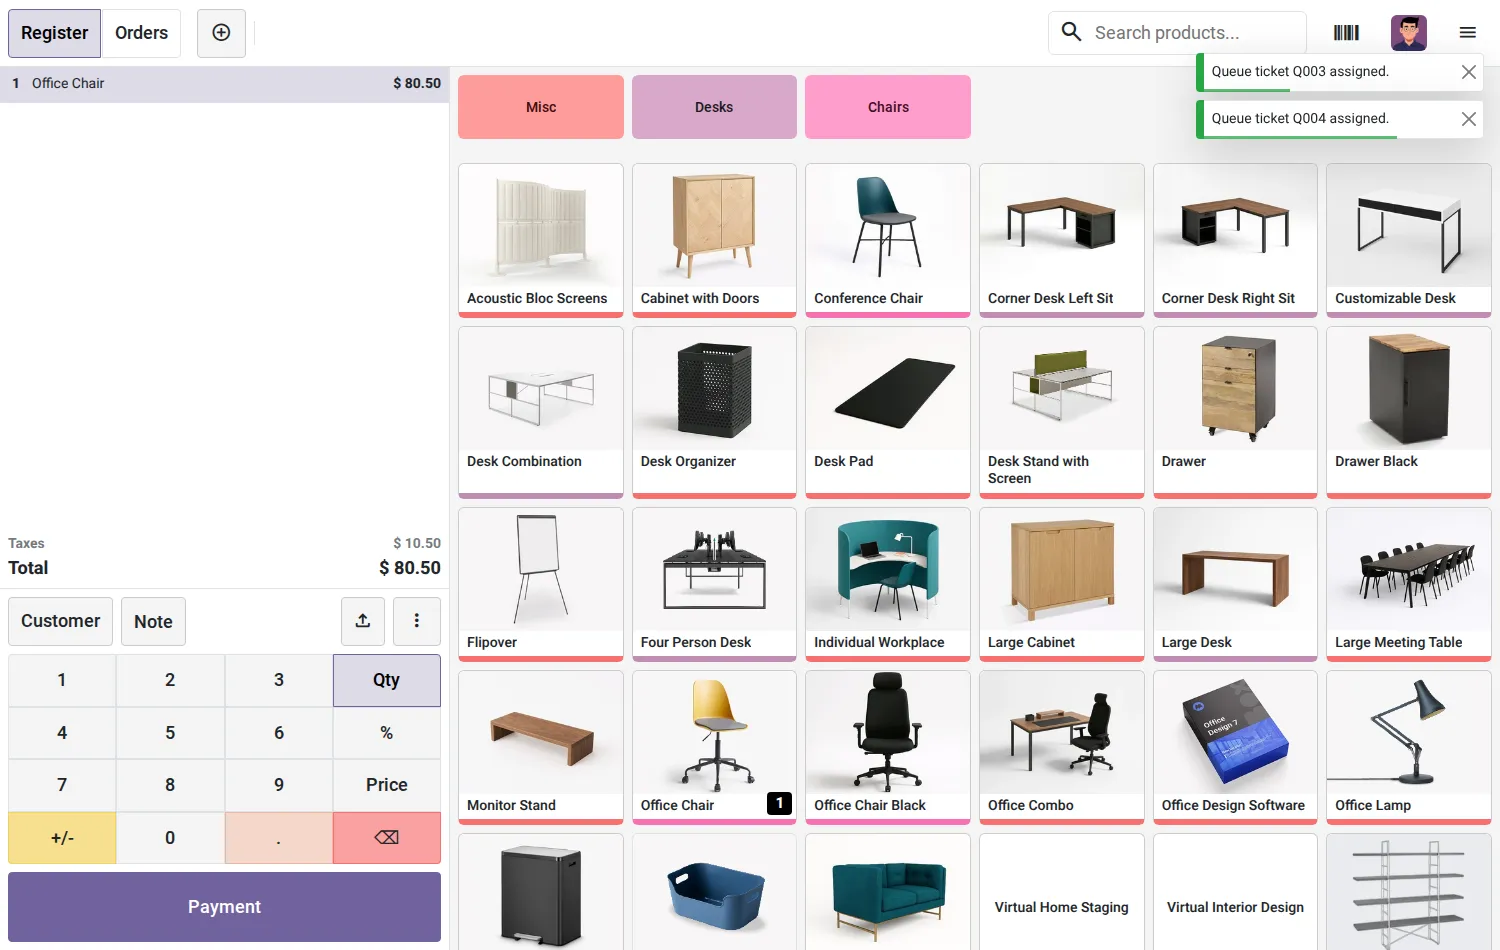 Register
Orders
Search products...
Queue ticket Q003 assigned.
Queue ticket Q004 assigned.
1 Office Chair $ 80.50
Misc
Desks
Chairs
Acoustic Bloc Screens
Cabinet with Doors
Conference Chair
Corner Desk Left Sit
Corner Desk Right Sit
Customizable Desk
Desk Combination
Desk Organizer
Desk Pad
Desk Stand with
Screen
Drawer
Drawer Black
Taxes $ 10.50
Total $ 80.50
Customer
Note
1 2 3 Qty
4 5 6 %
7 8 9 Price
+/- 0 . ⌫
Payment
Flipover
Four Person Desk
Individual Workplace
Large Cabinet
Large Desk
Large Meeting Table
Office
Design 7
Monitor Stand
Office Chair
1
Office Chair Black
Office Combo
Office Design Software
Office Lamp
Virtual Home Staging
Virtual Interior Design